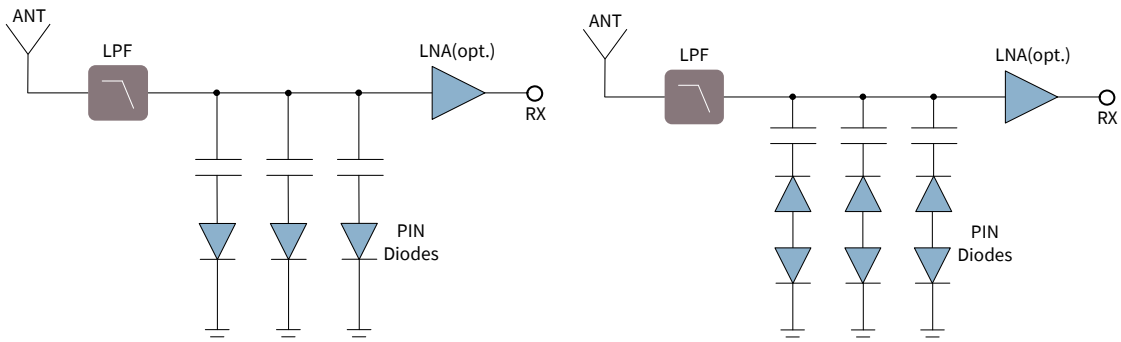 ANT
LPF
LNA(opt.)
RX
PIN
Diodes
ANT
LPF
LNA(opt.)
RX
PIN
Diodes